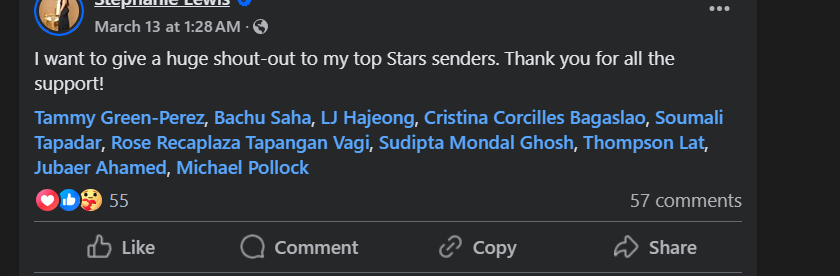 Stephanie Lewis
March 13 at 1:28 AM ·
I want to give a huge shout-out to my top Stars senders. Thank you for all the
support!
Tammy Green-Perez, Bachu Saha, LJ Hajeong, Cristina Corcilles Bagaslao, Soumali
Tapadar, Rose Recaplaza Tapangan Vagi, Sudipta Mondal Ghosh, Thompson Lat,
Jubaer Ahamed, Michael Pollock
55 57 comments
Like Comment Copy Share